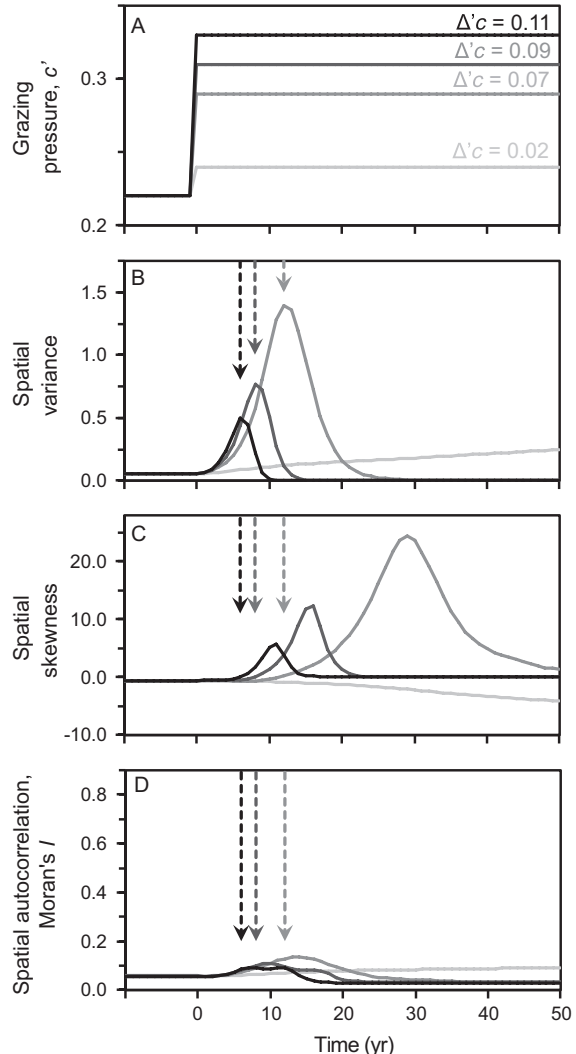 A
Δ'c = 0.11
Δ'c = 0.09
Δ'c = 0.07
Δ'c = 0.02
0.3
0.2
Grazing
pressure, c'
B
1.5
1.0
0.5
0.0
Spatial
variance
C
20.0
10.0
0.0
-10.0
Spatial
skewness
D
0.8
0.6
0.4
0.2
0.0
Spatial autocorrelation,
Moran's I
0 10 20 30 40 50
Time (yr)